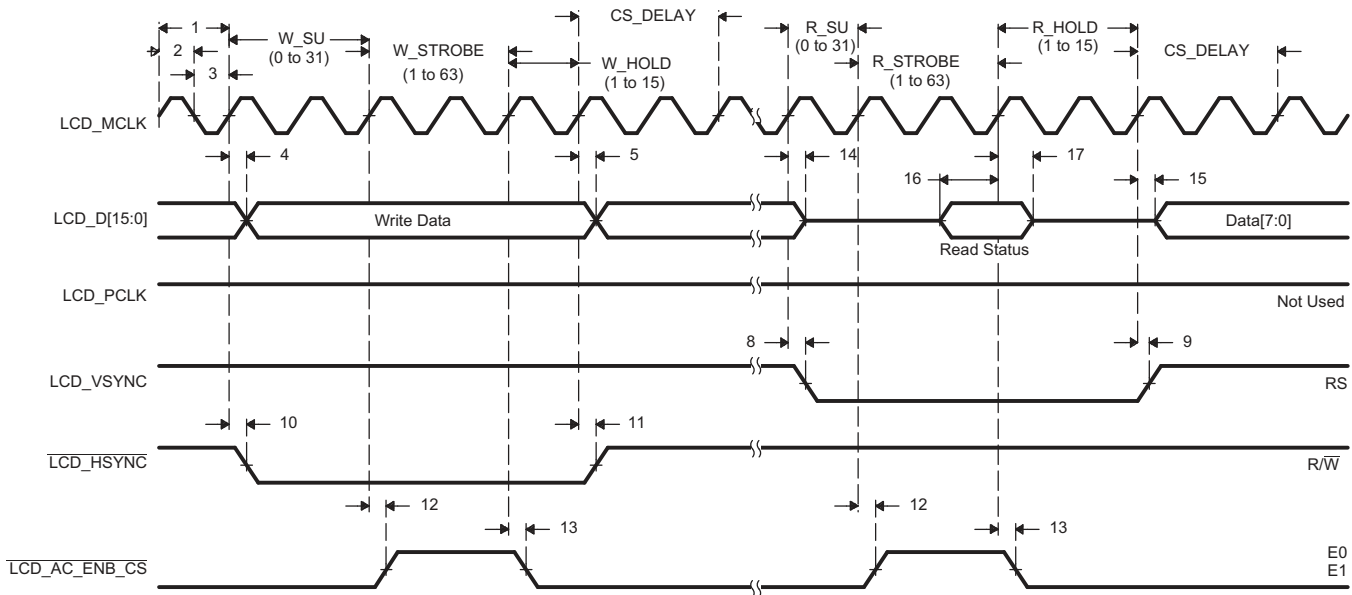 1
CS_DELAY
2
W_SU
(0 to 31)
3
W_STROBE
(1 to 63)
W_HOLD
(1 to 15)
R_SU
(0 to 31)
R_STROBE
(1 to 63)
R_HOLD
(1 to 15)
CS_DELAY
LCD_MCLK
4
5
14
17
16
15
LCD_D[15:0]
Write Data
Read Status
Data[7:0]
LCD_PCLK
Not Used
8
9
LCD_VSYNC
RS
10
11
LCD_HSYNC
R/W
12
13
12
13
LCD_AC_ENB_CS
E0
E1